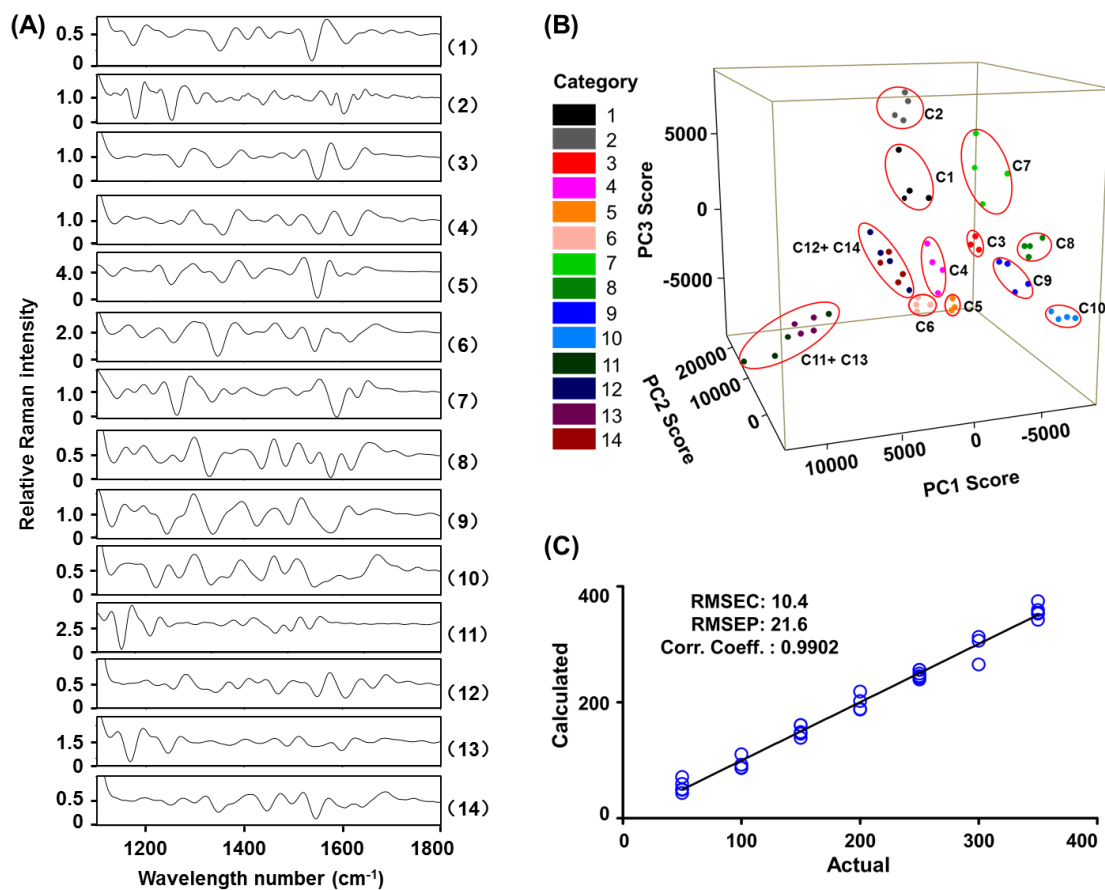 (A)
Relative Raman intensity
0.5
0
(1)
1.0
0
(2)
1.0
0
(3)
1.0
0
(4)
4.0
2.0
0
(5)
2.0
0
(6)
1.0
0
(7)
0.5
0
(8)
1.0
0
(9)
0.5
0
(10)
2.5
0
(11)
0.5
0
(12)
1.5
0
(13)
0.5
0
(14)
1200 1400 1600 1800
Wavelength number (cm-1)
(B)
Category
1
2
3
4
5
6
7
8
9
10
11
12
13
14
PC3 Score
5000
0
-5000
PC2 Score
20000
10000
0
PC1 Score
10000 5000 0 -5000
C2
C7
C1
C3
C8
C12+ C14
C4
C9
C5
C10
C6
C11+ C13
(C)
RMSEC: 10.4
RMSEP: 21.6
Corr. Coeff. : 0.9902
Calculated
400
200
0
0 100 200 300 400
Actual